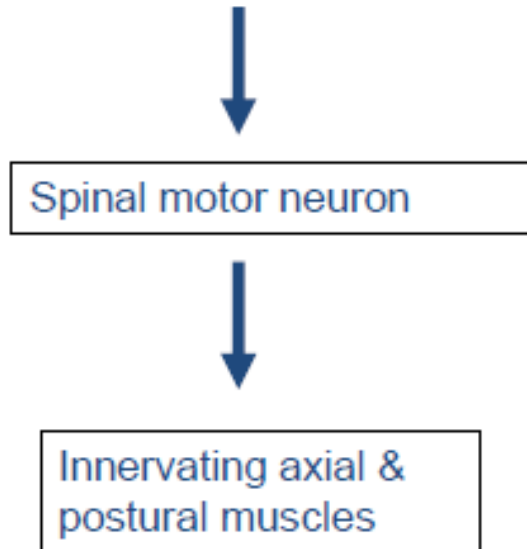 Spinal motor neuron
Innervating axial &
postural muscles